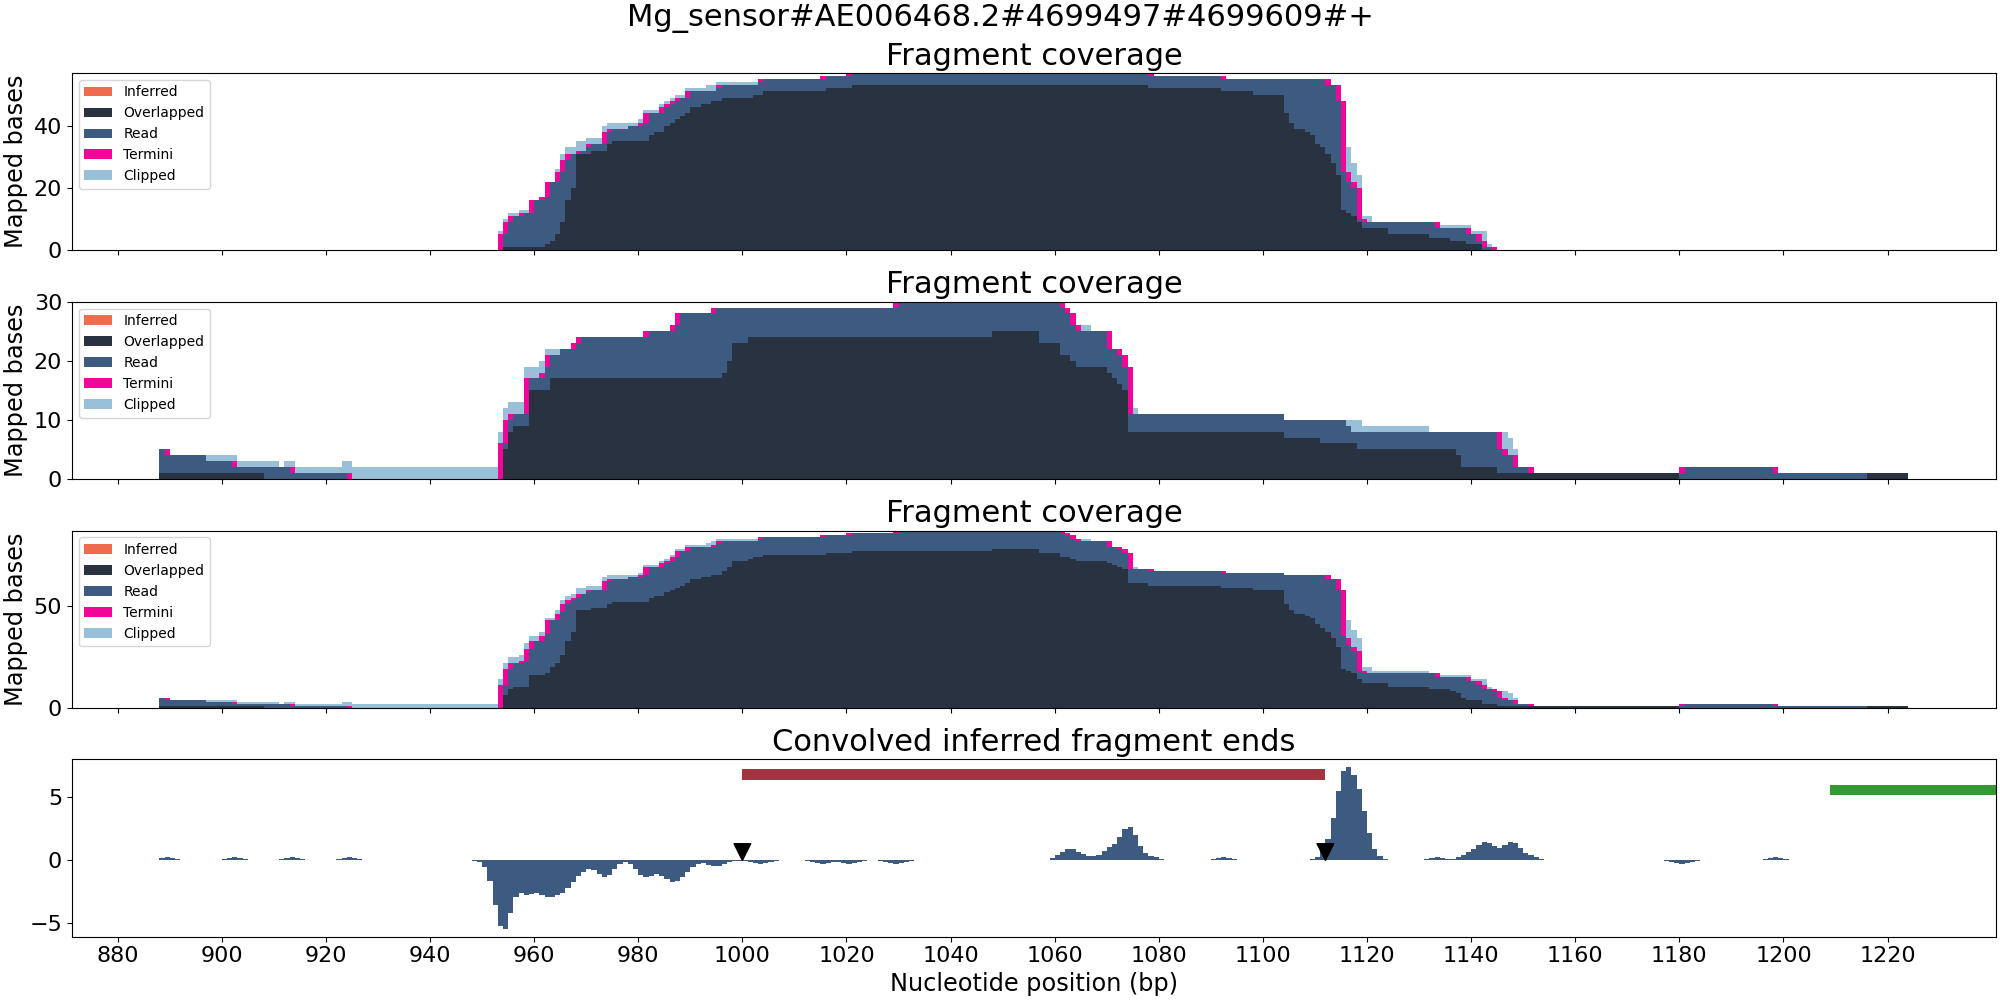 Mg_sensor#AE006468.2#4699497#4699609#+
Fragment coverage
Mapped bases
40
20
0
Inferred
Overlapped
Read
Termini
Clipped
Fragment coverage
Mapped bases
30
20
10
0
Inferred
Overlapped
Read
Termini
Clipped
Fragment coverage
Mapped bases
50
0
Inferred
Overlapped
Read
Termini
Clipped
Convolved inferred fragment ends
5
0
−5
880 900 920 940 960 980 1000 1020 1040 1060 1080 1100 1120 1140 1160 1180 1200 1220
Nucleotide position (bp)